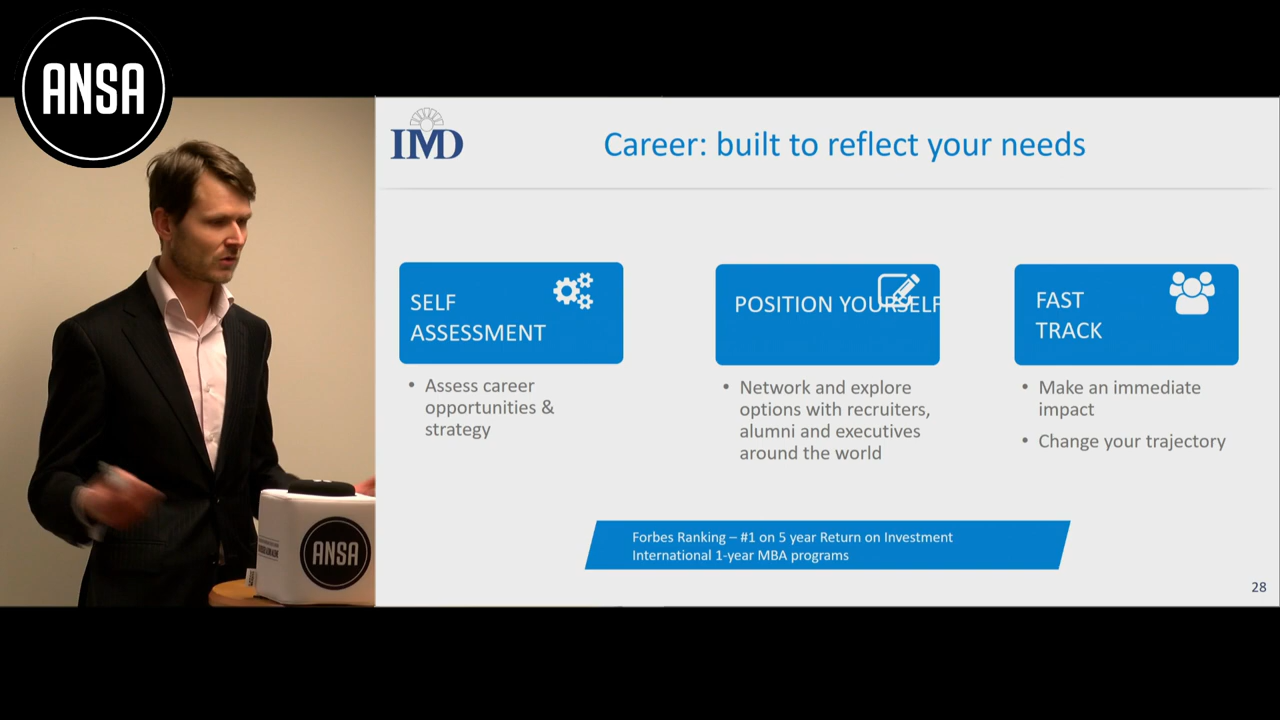 ANSA
IMD
Career: built to reflect your needs
SELF
ASSESSMENT
POSITION YOURSELF
FAST
TRACK
• Assess career
opportunities &
strategy
• Network and explore
options with recruiters,
alumni and executives
around the world
• Make an immediate
impact
• Change your trajectory
Forbes Ranking – #1 on 5 year Return on Investment
International 1-year MBA programs
28
ANSA